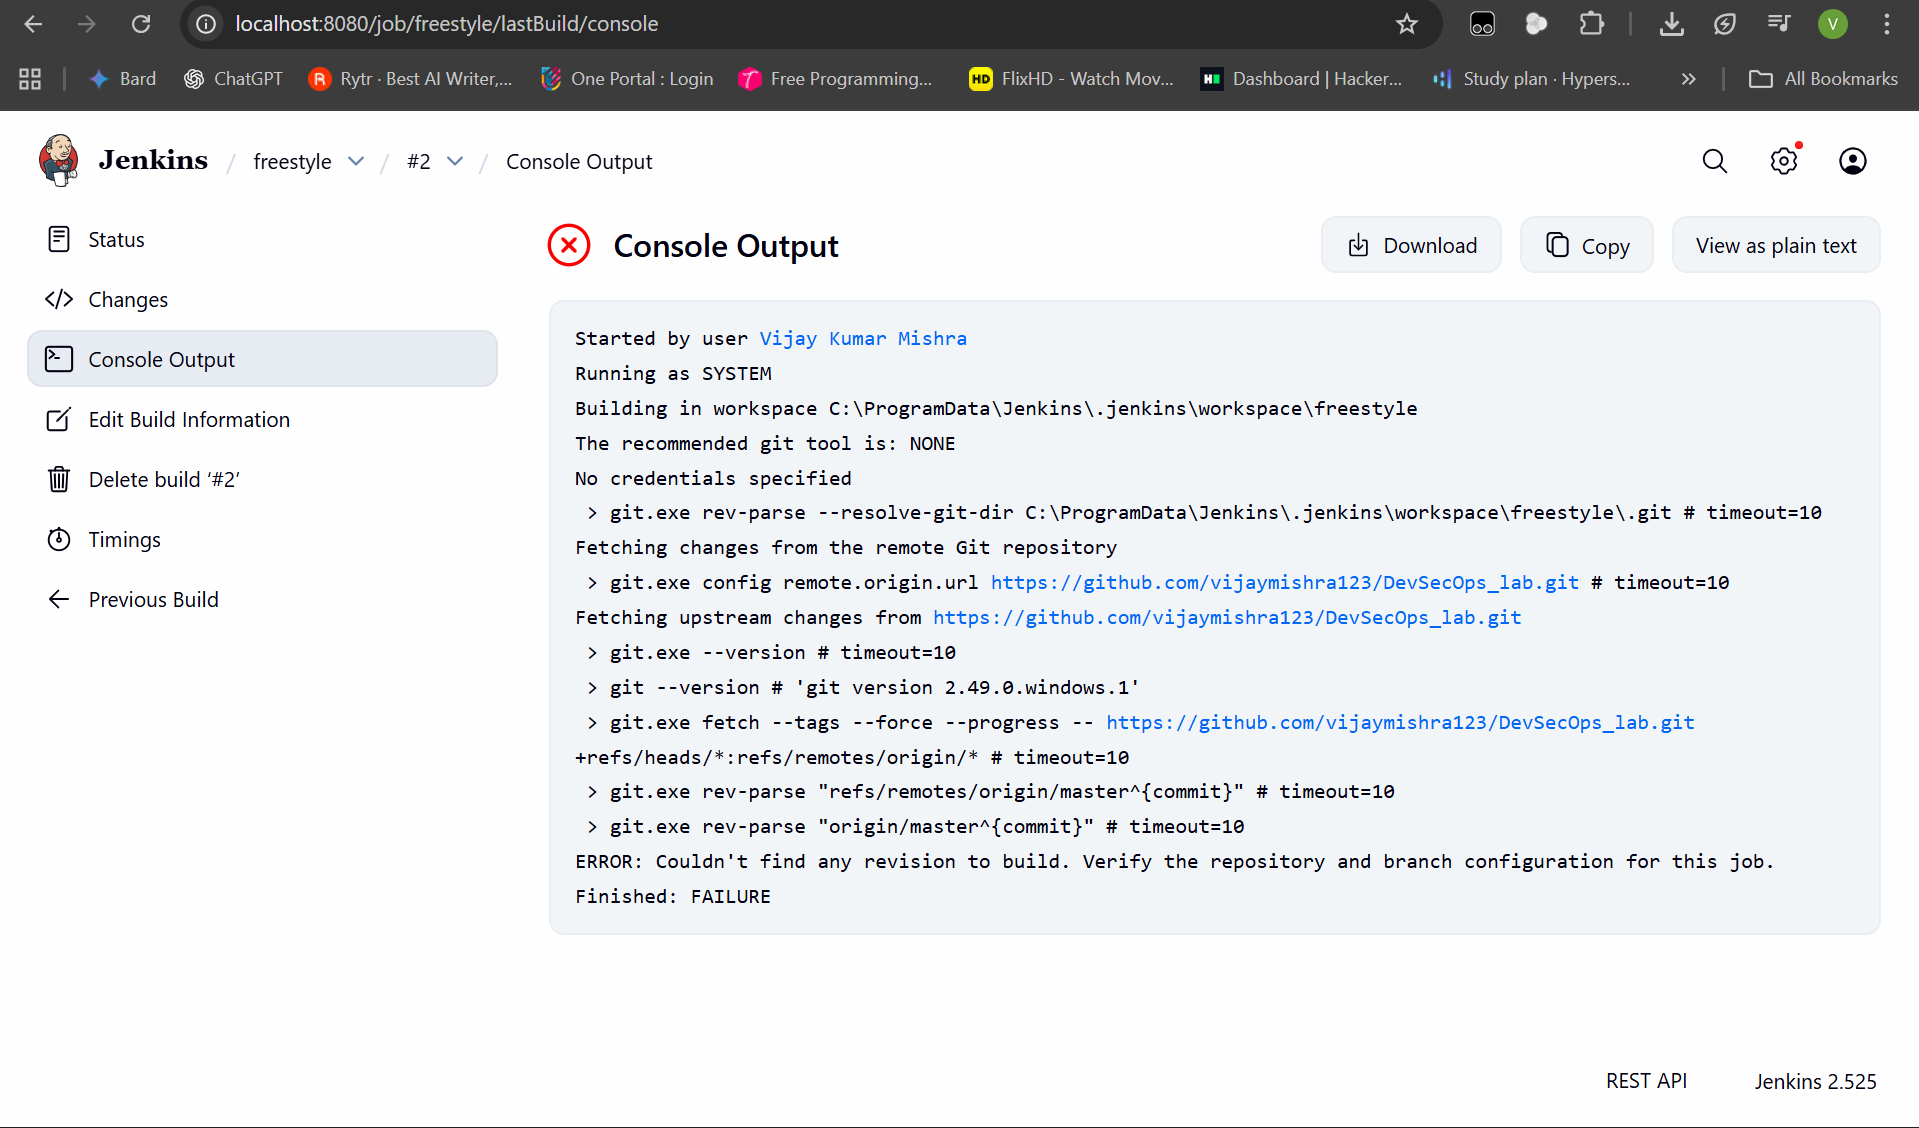 localhost:8080/job/freestyle/lastBuild/console
V
Bard
ChatGPT
Rytr · Best AI Writer,...
One Portal : Login
Free Programming...
HD
FlixHD - Watch Mov...
Dashboard | Hacker...
Study plan · Hypers...
»
All Bookmarks
Jenkins / freestyle / #2 / Console Output
Status
Changes
Console Output
Edit Build Information
Delete build ‘#2’
Timings
Previous Build
Console Output
Download
Copy
View as plain text
Started by user Vijay Kumar Mishra
Running as SYSTEM
Building in workspace C:\ProgramData\Jenkins\.jenkins\workspace\freestyle
The recommended git tool is: NONE
No credentials specified
> git.exe rev-parse --resolve-git-dir C:\ProgramData\Jenkins\.jenkins\workspace\freestyle\.git # timeout=10
Fetching changes from the remote Git repository
> git.exe config remote.origin.url https://github.com/vijaymishra123/DevSecOps_lab.git # timeout=10
Fetching upstream changes from https://github.com/vijaymishra123/DevSecOps_lab.git
> git.exe --version # timeout=10
> git --version # 'git version 2.49.0.windows.1'
> git.exe fetch --tags --force --progress -- https://github.com/vijaymishra123/DevSecOps_lab.git
+refs/heads/*:refs/remotes/origin/* # timeout=10
> git.exe rev-parse "refs/remotes/origin/master^{commit}" # timeout=10
> git.exe rev-parse "origin/master^{commit}" # timeout=10
ERROR: Couldn't find any revision to build. Verify the repository and branch configuration for this job.
Finished: FAILURE
REST API
Jenkins 2.525